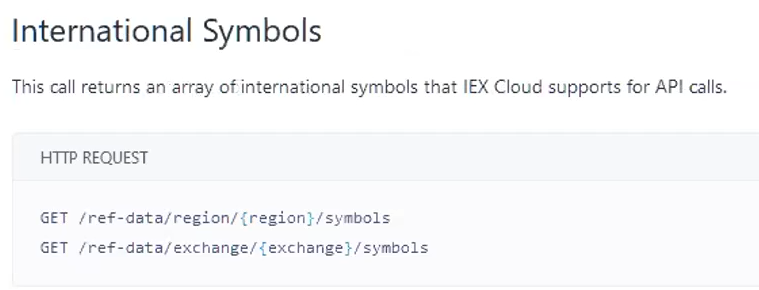 International Symbols
This call returns an array of international symbols that IEX Cloud supports for API calls.
HTTP REQUEST
GET /ref-data/region/{region}/symbols
GET /ref-data/exchange/{exchange}/symbols